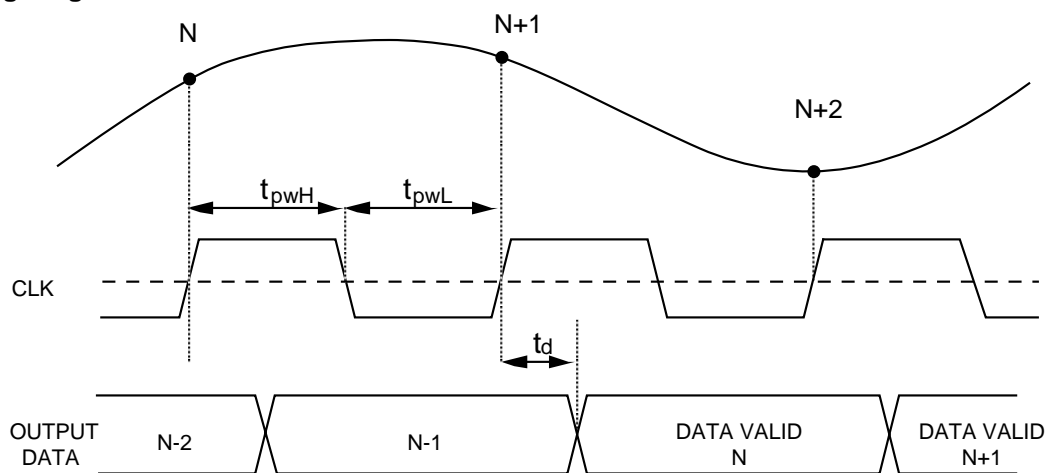 N
N+1
N+2
tpwH
tpwL
CLK
td
OUTPUT
DATA
N-2
N-1
DATA VALID
N
DATA VALID
N+1